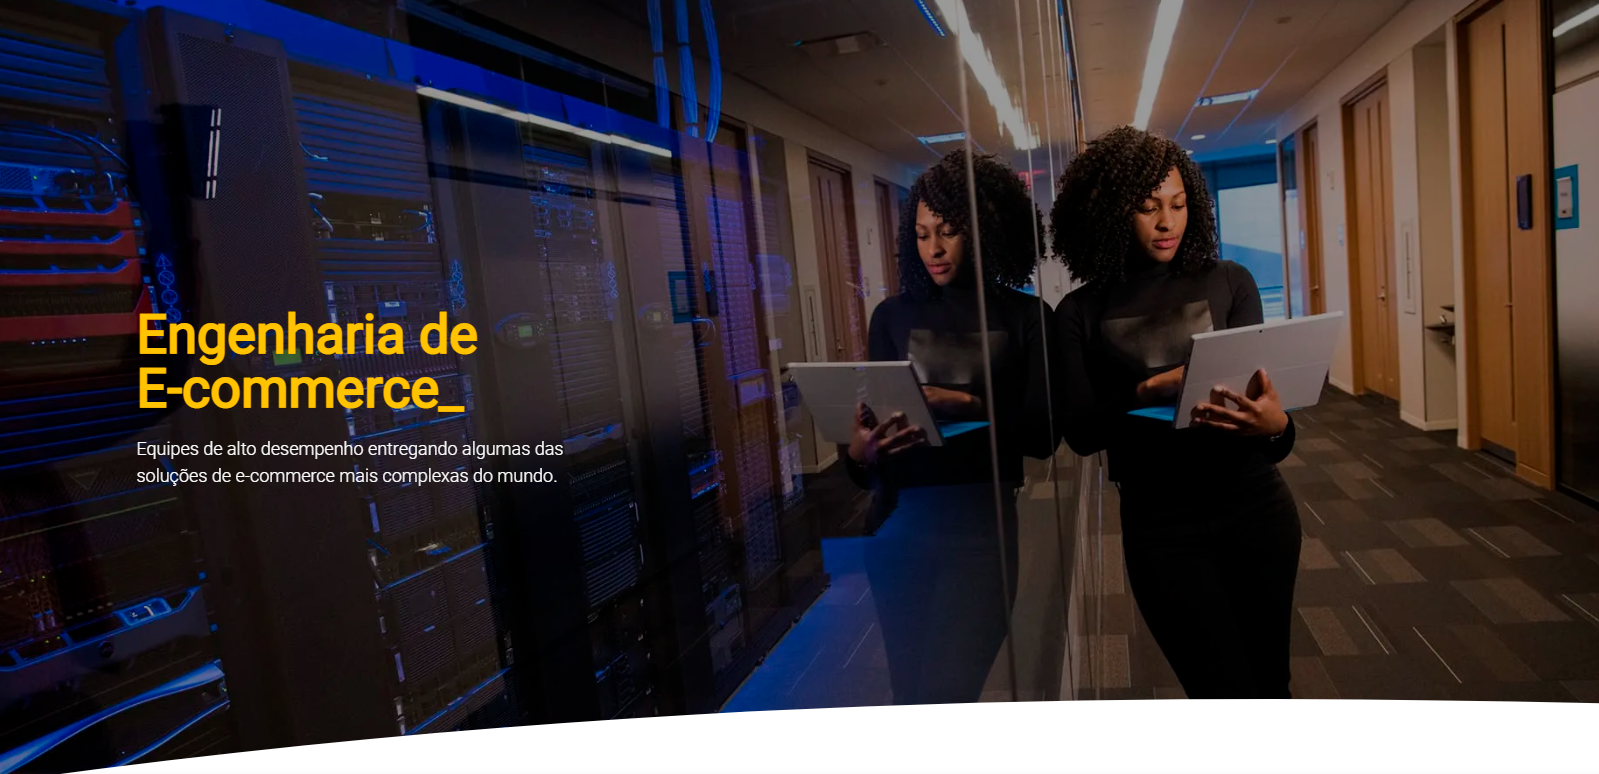 Engenharia de
E-commerce_
Equipes de alto desempenho entregando algumas das
soluções de e-commerce mais complexas do mundo.